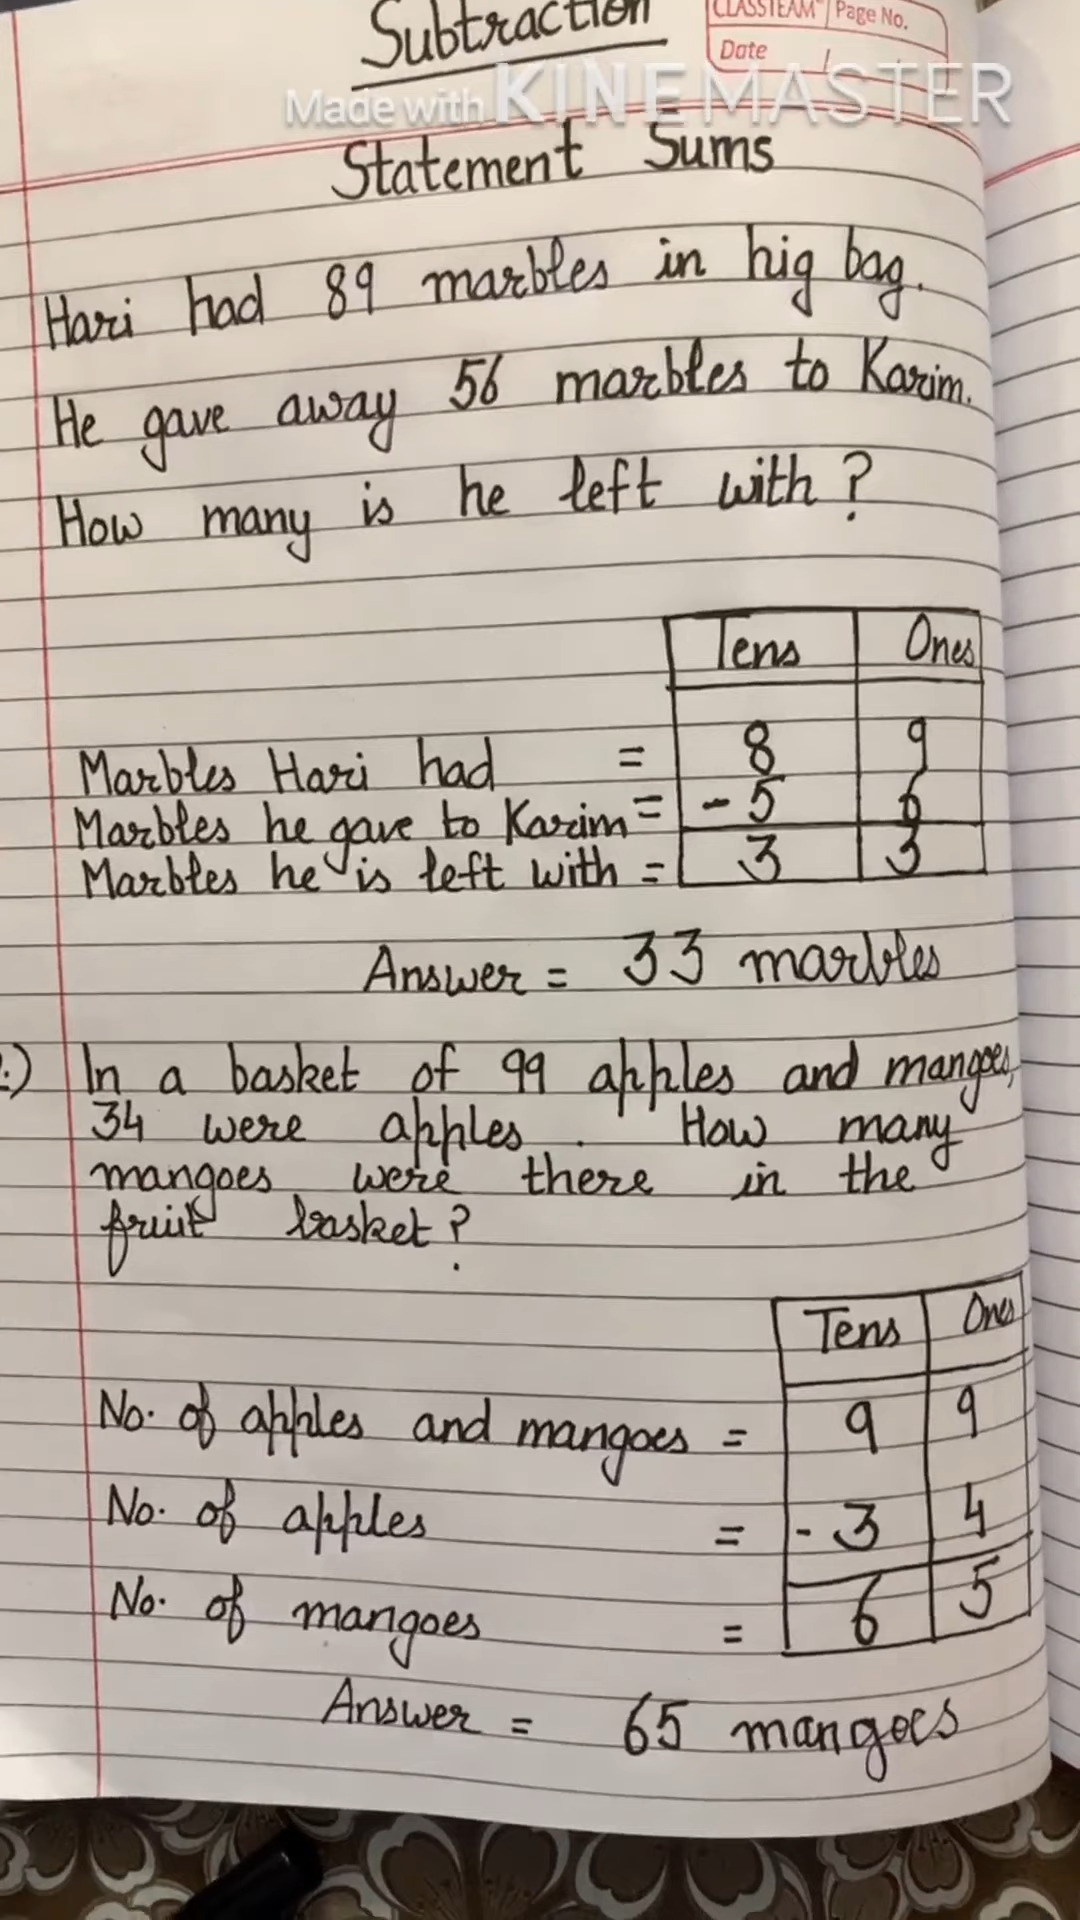 Subtraction
CLASSTEAM Page No.
Date / /
Made with KINEMASTER
Statement Sums
Hari had 89 marbles in hig bag.
He gave away 56 marbles to Karim.
How many is he left with ?
Tens Ones
Marbles Hari had = 8 9
Marbles he gave to Karim = - 5 6
Marbles he is left with = 3 3
Answer = 33 marbles
.) In a basket of 99 apples and mangoes,
34 were apples . How many
mangoes were there in the
fruit basket ?
Tens Ones
No. of apples and mangoes = 9 9
No. of apples = - 3 4
No. of mangoes = 6 5
Answer = 65 mangoes